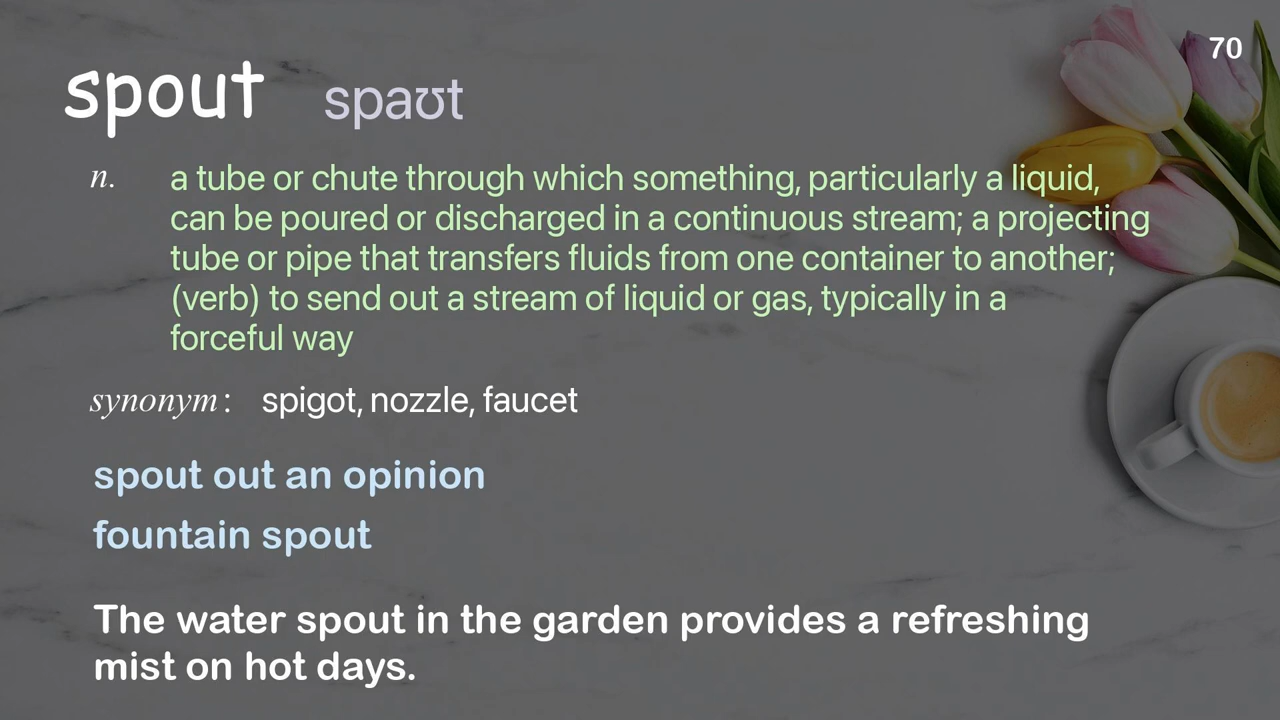 70
spout spaʊt
n. a tube or chute through which something, particularly a liquid,
can be poured or discharged in a continuous stream; a projecting
tube or pipe that transfers fluids from one container to another;
(verb) to send out a stream of liquid or gas, typically in a
forceful way
synonym: spigot, nozzle, faucet
spout out an opinion
fountain spout
The water spout in the garden provides a refreshing
mist on hot days.